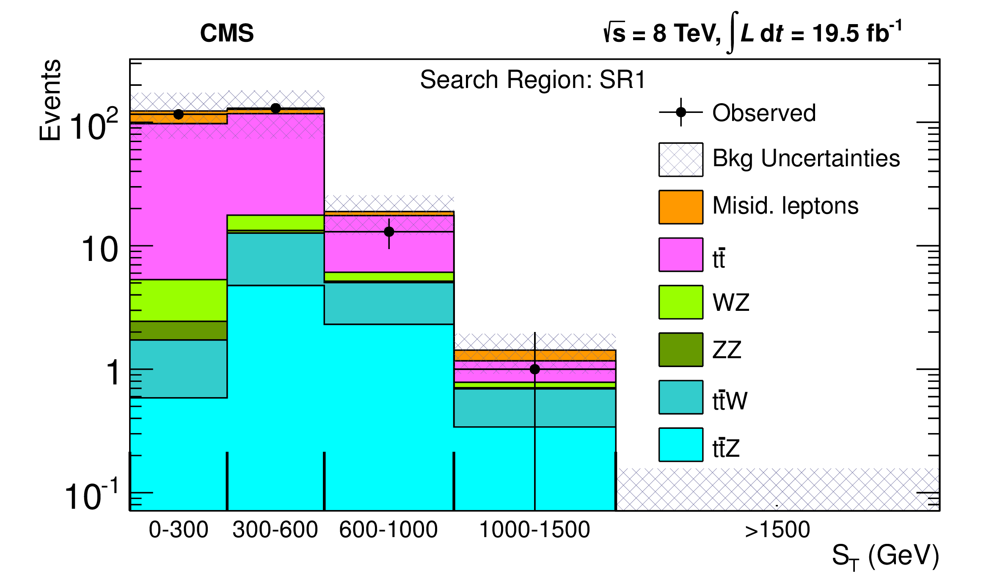 CMS
√s = 8 TeV, ∫L dt = 19.5 fb⁻¹
Search Region: SR1
Events
10²
10
1
10⁻¹
Observed
Bkg Uncertainties
Misid. leptons
tt̄
WZ
ZZ
tt̄W
tt̄Z
0-300 300-600 600-1000 1000-1500 >1500
S_T (GeV)